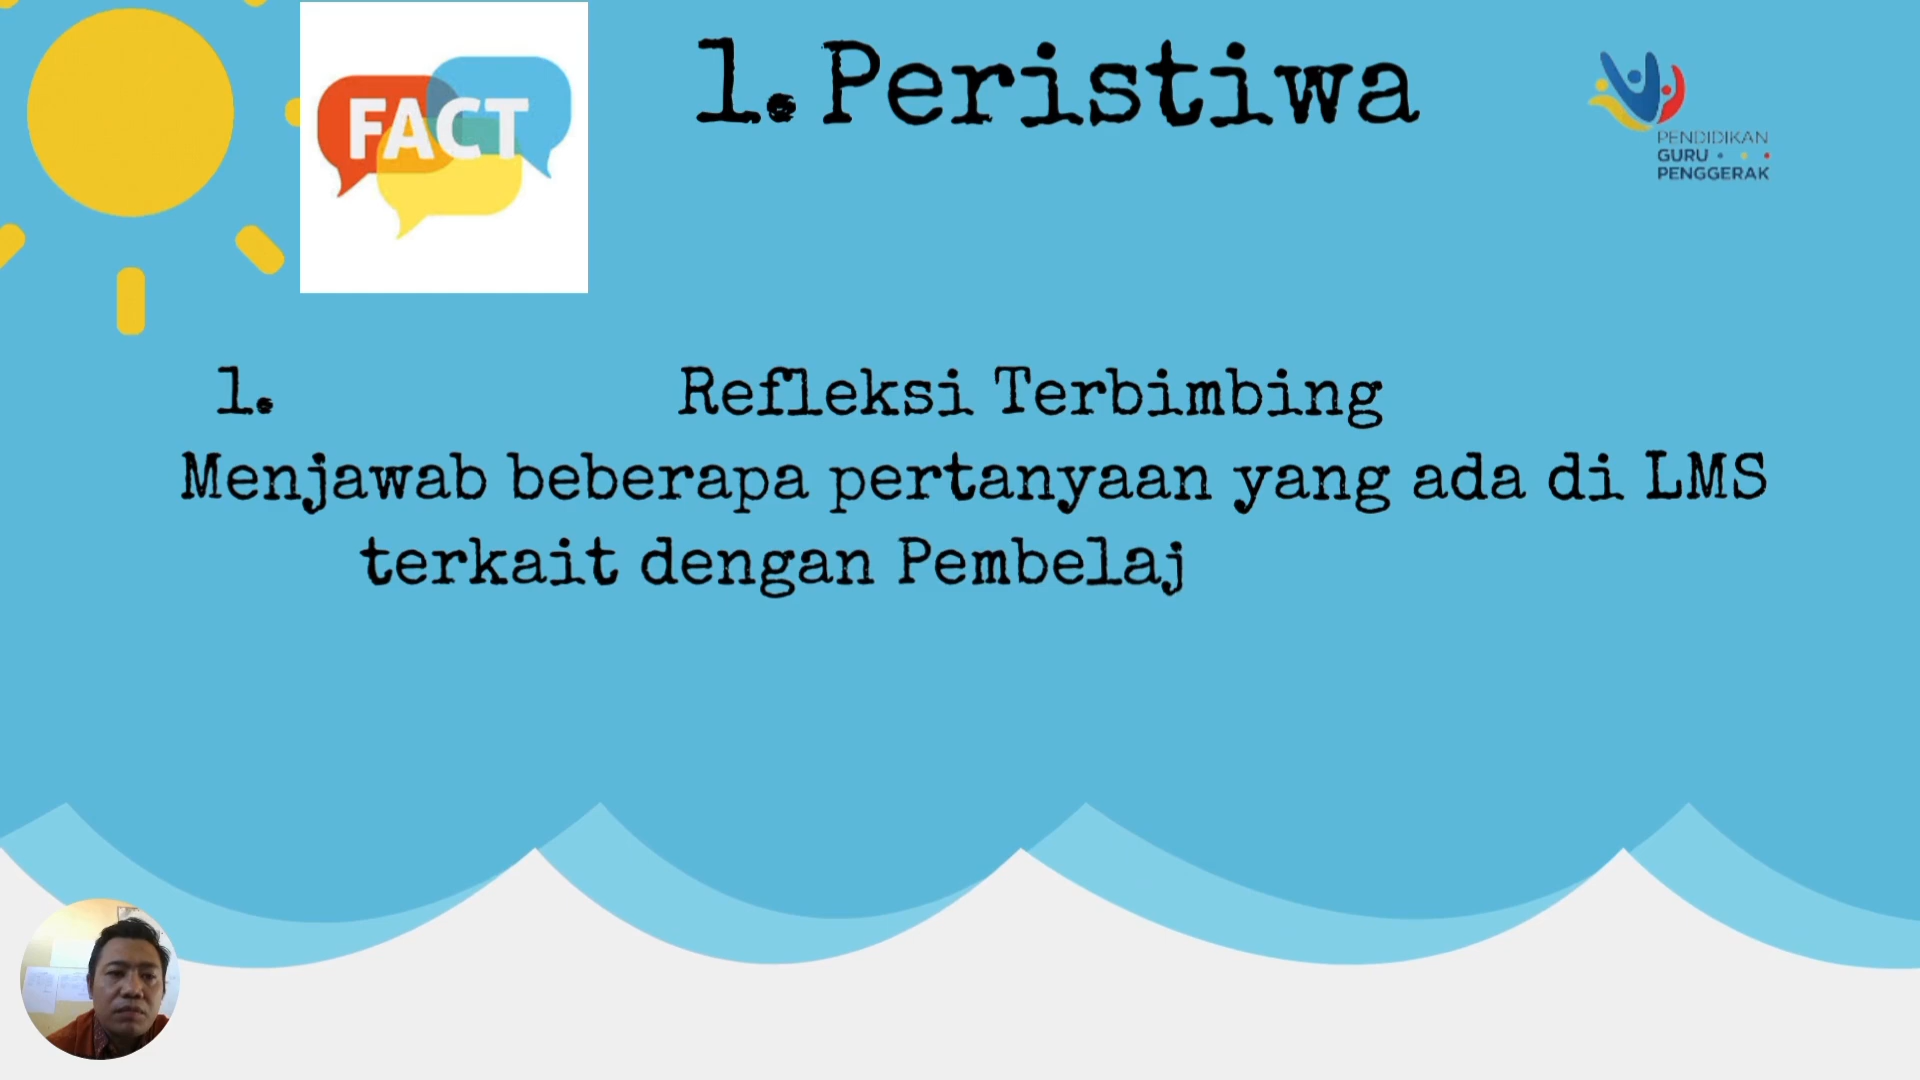 FACT
1. Peristiwa
PENDIDIKAN
GURU
PENGGERAK
1. Refleksi Terbimbing
Menjawab beberapa pertanyaan yang ada di LMS
terkait dengan Pembelaj